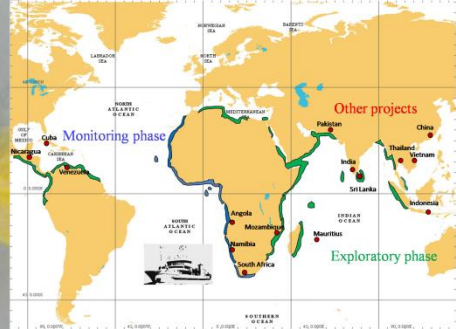 NORWEGIAN
SEA
BARENTS
SEA
LABRADOR
SEA
NORTH
SEA
NORTH
ATLANTIC
OCEAN
MEDITERRANEAN
SEA
Other projects
Monitoring phase
GULF
OF
MEXICO
Cuba
CARIBBEAN
SEA
Nicaragua
Venezuela
Pakistan
China
India
Thailand
Vietnam
Sri Lanka
Indonesia
SOUTH
ATLANTIC
OCEAN
Angola
Mozambique
Namibia
South Africa
INDIAN
OCEAN
Mauritius
Exploratory phase
SOUTHERN
OCEAN